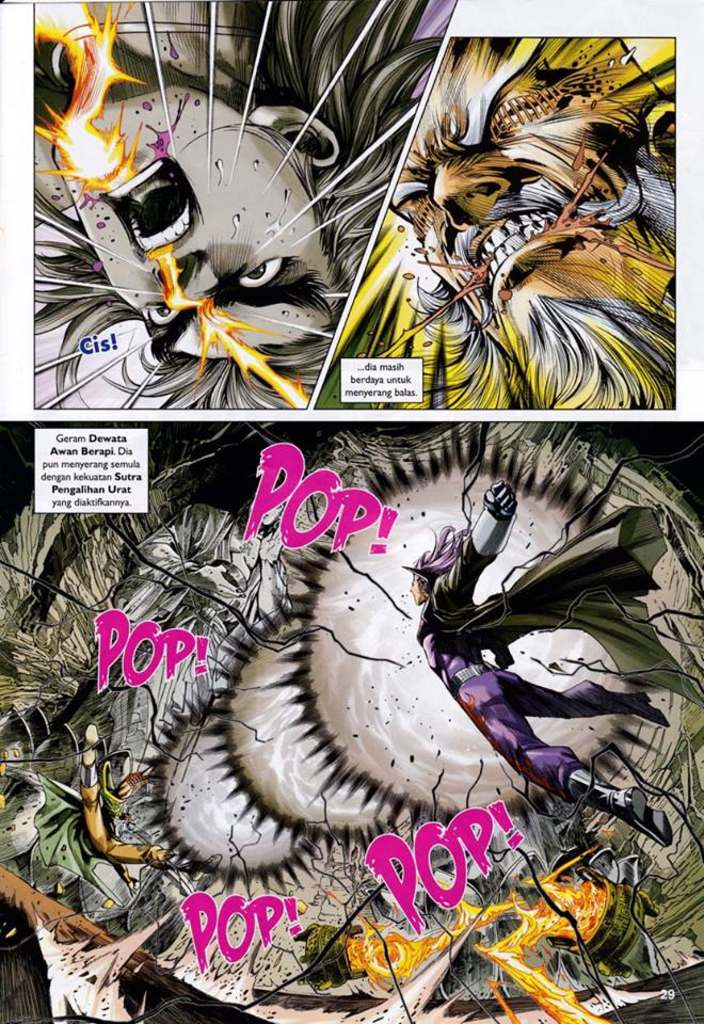 Cis!
...dia masih
berdaya untuk
menyerang balas.
Geram Dewata
Awan Berapi. Dia
pun menyerang semula
dengan kekuatan Sutra
Pengalihan Urat
yang diaktifkannya.
POP!
POP!
POP!
POP!
29